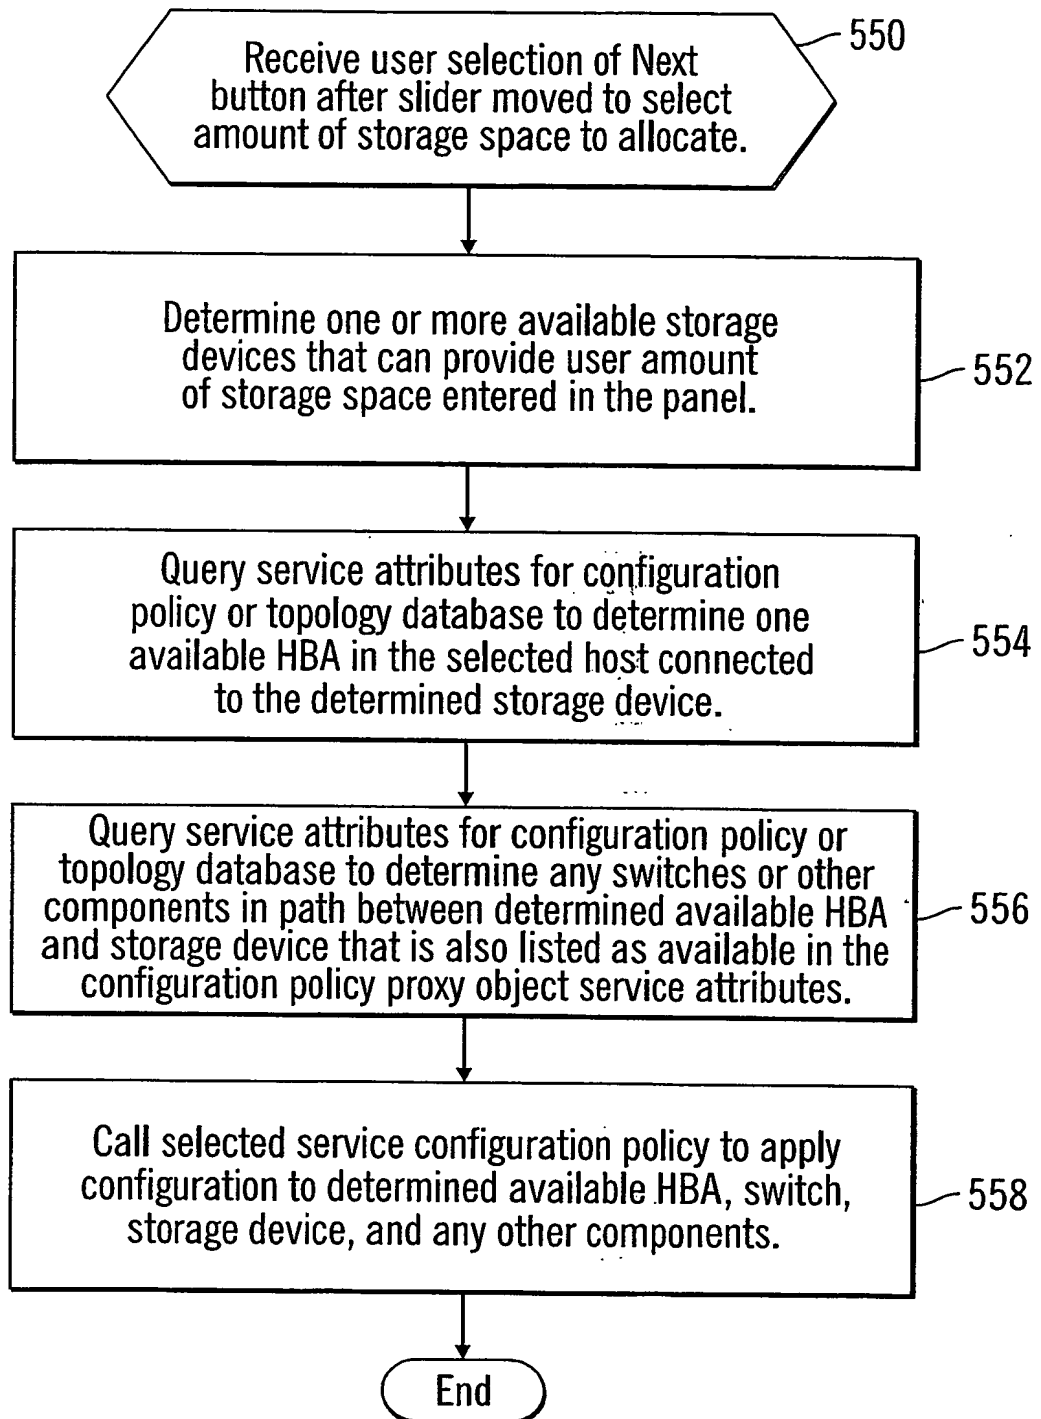 Receive user selection of Next
button after slider moved to select
amount of storage space to allocate.
550
Determine one or more available storage
devices that can provide user amount
of storage space entered in the panel.
552
Query service attributes for configuration
policy or topology database to determine one
available HBA in the selected host connected
to the determined storage device.
554
Query service attributes for configuration policy or
topology database to determine any switches or other
components in path between determined available HBA
and storage device that is also listed as available in the
configuration policy proxy object service attributes.
556
Call selected service configuration policy to apply
configuration to determined available HBA, switch,
storage device, and any other components.
558
End